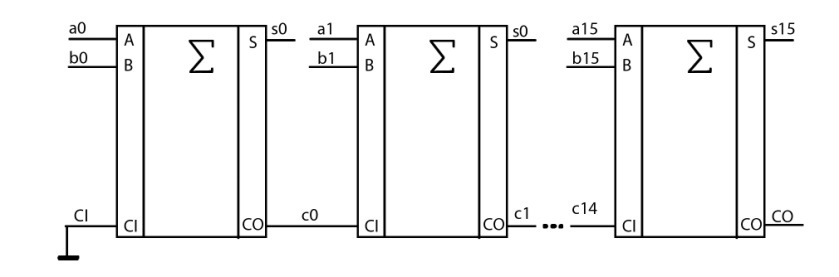 a0 A Σ S s0 a1 A Σ S s0 a15 A Σ S s15
b0 B b1 B b15 B
CI CI CO c0 CI CO c1 ... c14 CI CO CO